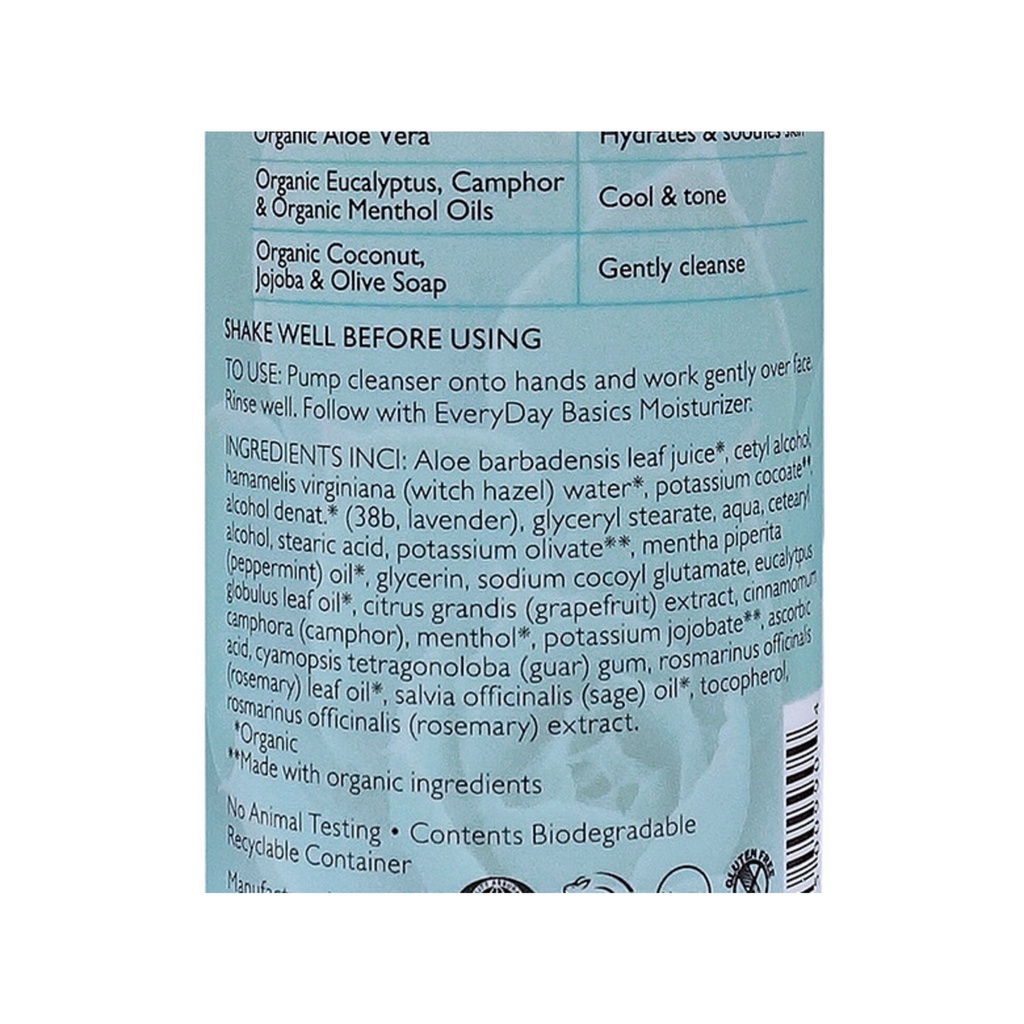 Organic Aloe Vera
Hydrates & soothes skin
Organic Eucalyptus, Camphor
& Organic Menthol Oils
Cool & tone
Organic Coconut,
Jojoba & Olive Soap
Gently cleanse
SHAKE WELL BEFORE USING
TO USE: Pump cleanser onto hands and work gently over face.
Rinse well. Follow with EveryDay Basics Moisturizer.
INGREDIENTS INCI: Aloe barbadensis leaf juice*, cetyl alcohol,
hamamelis virginiana (witch hazel) water*, potassium cocoate**,
alcohol denat.* (38b, lavender), glyceryl stearate, aqua, cetearyl
alcohol, stearic acid, potassium olivate**, mentha piperita
(peppermint) oil*, glycerin, sodium cocoyl glutamate, eucalytpus
globulus leaf oil*, citrus grandis (grapefruit) extract, cinnamomum
camphora (camphor), menthol*, potassium jojobate**, ascorbic
acid, cyamopsis tetragonoloba (guar) gum, rosmarinus officinalis
(rosemary) leaf oil*, salvia officinalis (sage) oil*, tocopherol,
rosmarinus officinalis (rosemary) extract.
*Organic
**Made with organic ingredients
No Animal Testing • Contents Biodegradable
Recyclable Container
GLUTEN FREE